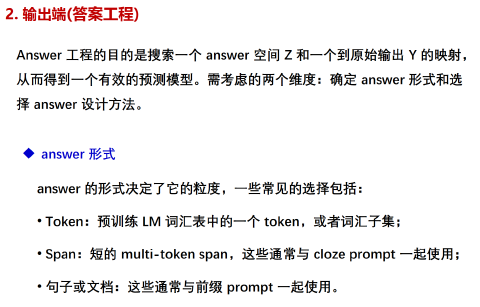 2. 输出端(答案工程)
Answer 工程的目的是搜索一个 answer 空间 Z 和一个到原始输出 Y 的映射，
从而得到一个有效的预测模型。需考虑的两个维度：确定 answer 形式和选
择 answer 设计方法。
◆ answer 形式
answer 的形式决定了它的粒度，一些常见的选择包括：
• Token：预训练 LM 词汇表中的一个 token，或者词汇子集；
• Span：短的 multi-token span，这些通常与 cloze prompt 一起使用；
• 句子或文档：这些通常与前缀 prompt 一起使用。